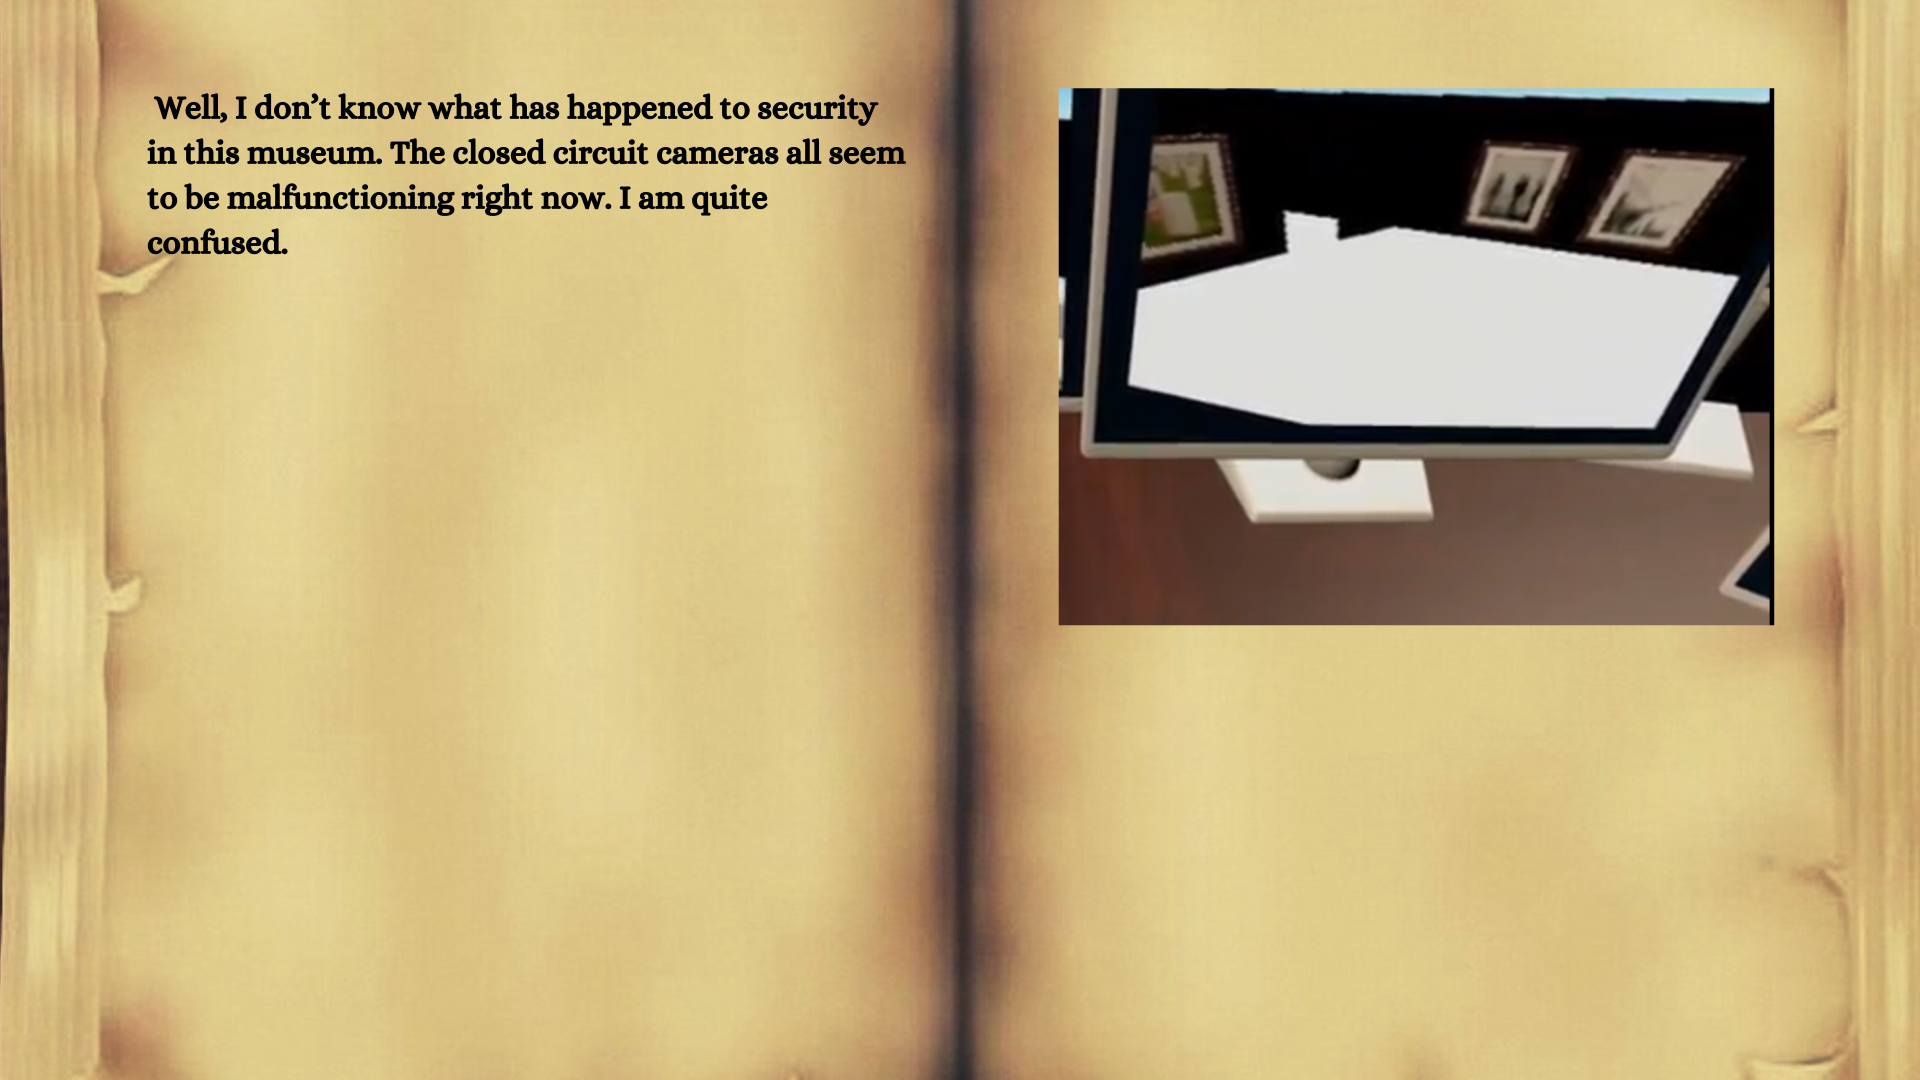 Well, I don’t know what has happened to security
in this museum. The closed circuit cameras all seem
to be malfunctioning right now. I am quite
confused.